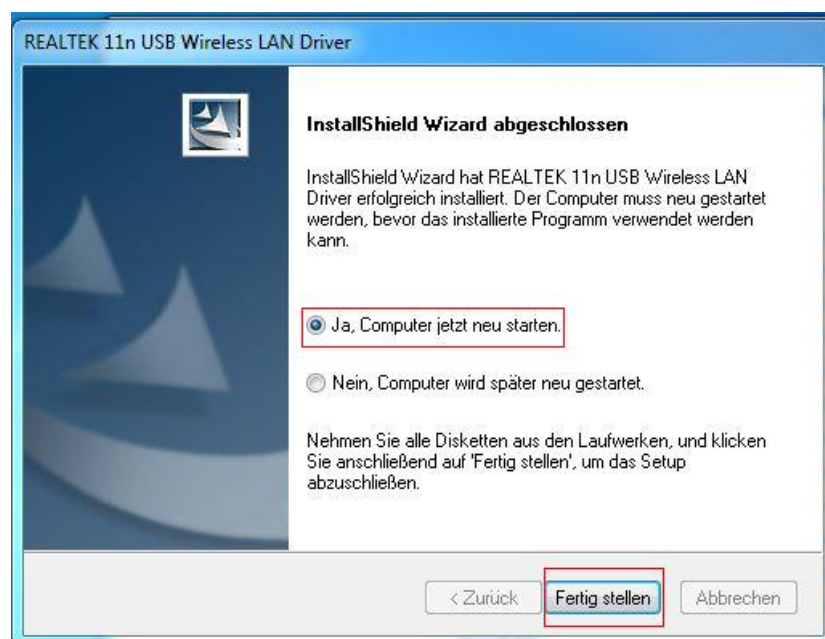 REALTEK 11n USB Wireless LAN Driver
InstallShield Wizard abgeschlossen
InstallShield Wizard hat REALTEK 11n USB Wireless LAN
Driver erfolgreich installiert. Der Computer muss neu gestartet
werden, bevor das installierte Programm verwendet werden
kann.
Ja, Computer jetzt neu starten.
Nein, Computer wird später neu gestartet.
Nehmen Sie alle Disketten aus den Laufwerken, und klicken
Sie anschließend auf 'Fertig stellen', um das Setup
abzuschließen.
< Zurück Fertig stellen Abbrechen